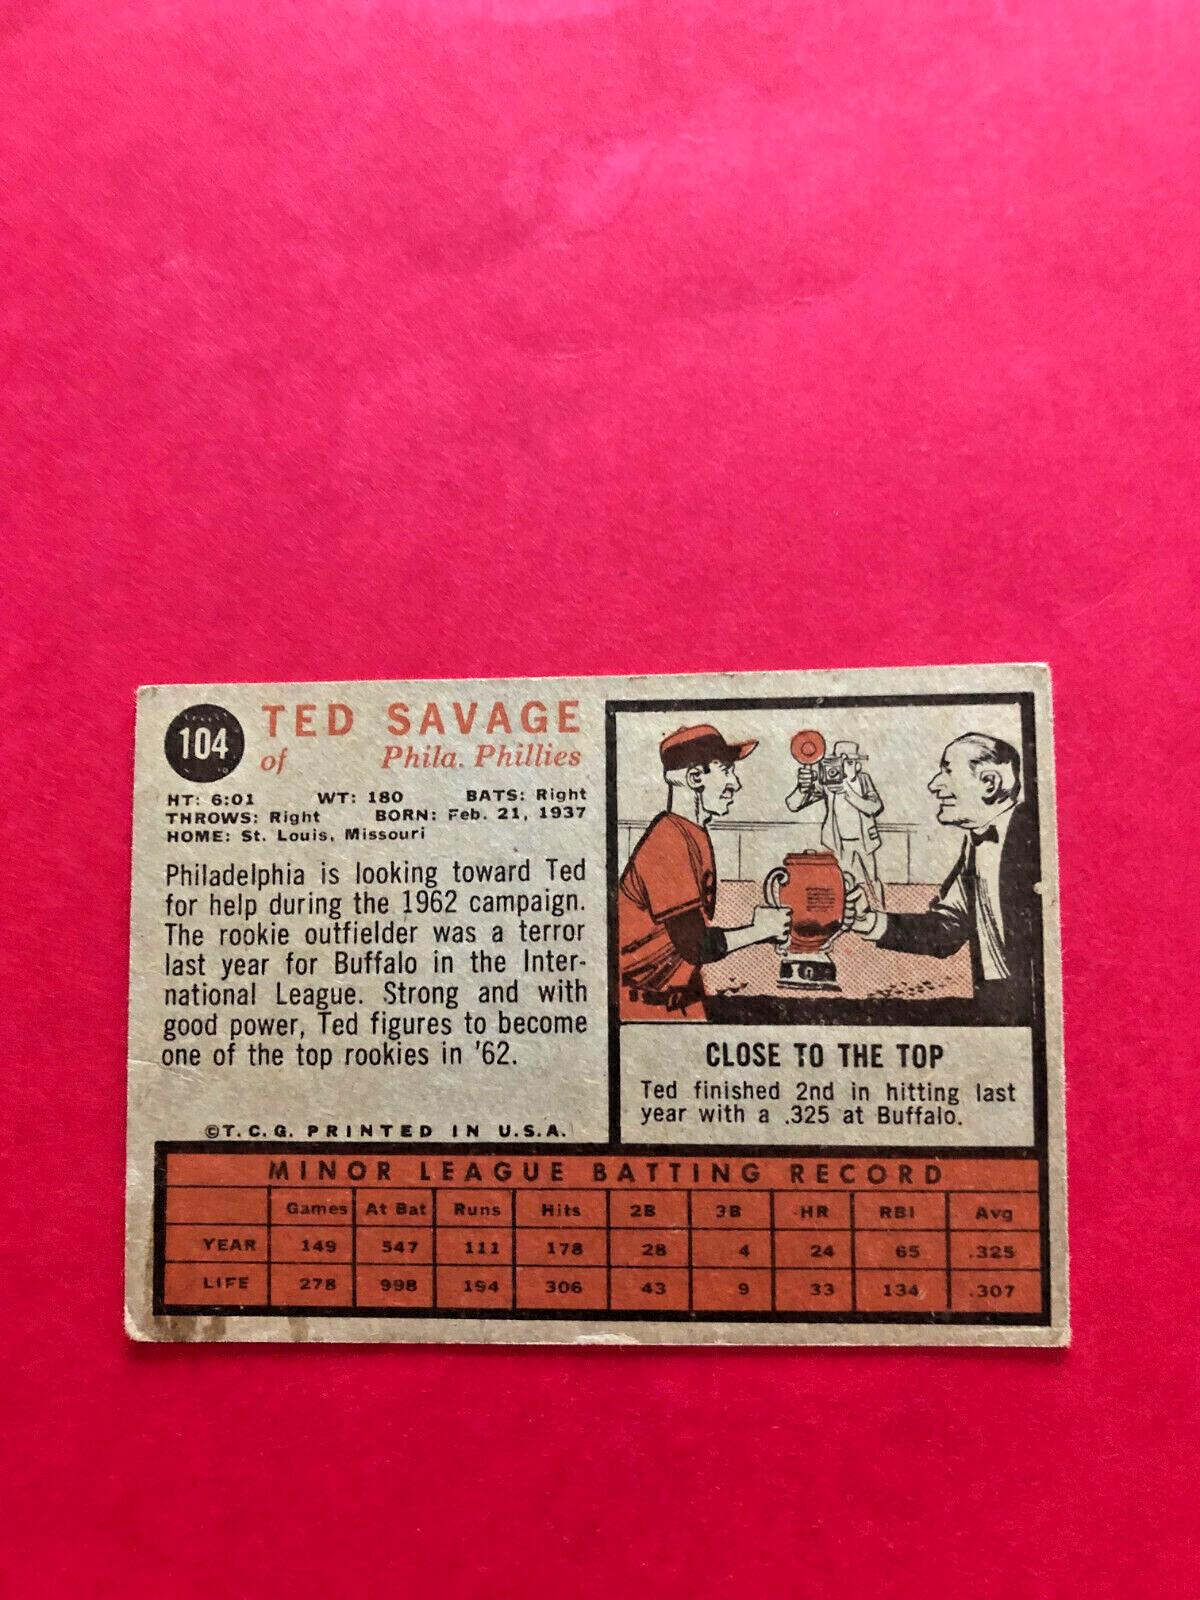 104
TED SAVAGE
of Phila. Phillies
HT: 6:01 WT: 180 BATS: Right
THROWS: Right BORN: Feb. 21, 1937
HOME: St. Louis, Missouri
Philadelphia is looking toward Ted
for help during the 1962 campaign.
The rookie outfielder was a terror
last year for Buffalo in the Inter-
national League. Strong and with
good power, Ted figures to become
one of the top rookies in '62.
©T.C.G. PRINTED IN U.S.A.
CLOSE TO THE TOP
Ted finished 2nd in hitting last
year with a .325 at Buffalo.
MINOR LEAGUE BATTING RECORD
Games At Bat Runs Hits 2B 3B HR RBI Avg
YEAR 149 547 111 178 28 4 24 65 .325
LIFE 278 998 194 306 43 9 33 134 .307